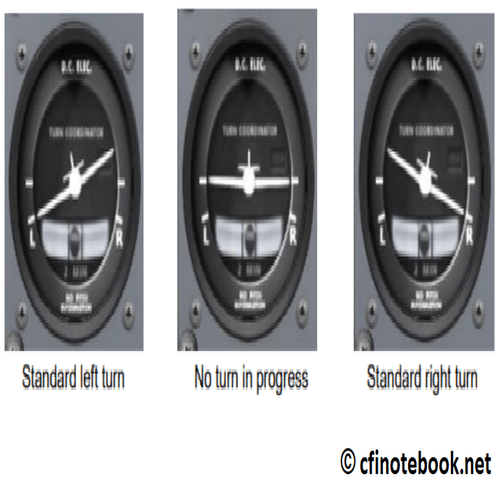 D.C. ELEC.
TURN COORDINATOR
L R
2 MIN
NO PITCH
INFORMATION
D.C. ELEC.
TURN COORDINATOR
L R
2 MIN
NO PITCH
INFORMATION
D.C. ELEC.
TURN COORDINATOR
L R
2 MIN
NO PITCH
INFORMATION
Standard left turn
No turn in progress
Standard right turn
© cfinotebook.net